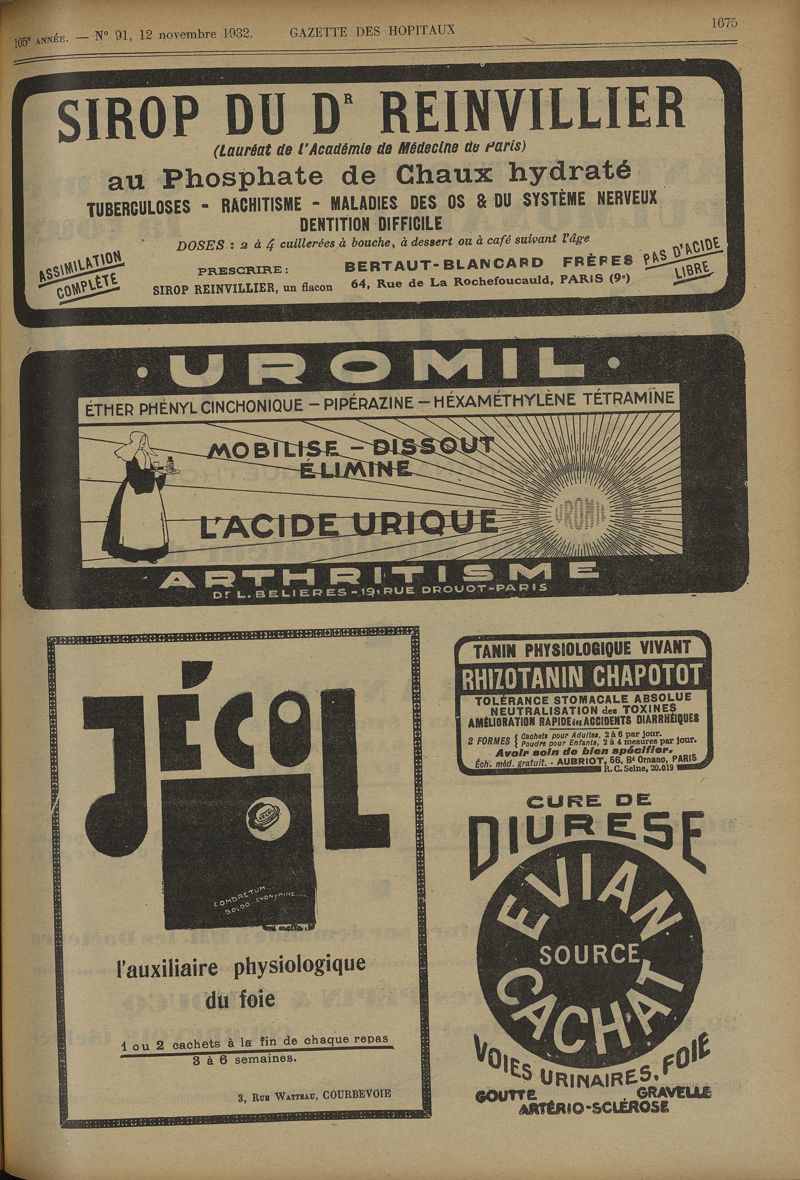 105e ANNÉE. — N° 91, 12 novembre 1932. GAZETTE DES HOPITAUX 1675
SIROP DU DR REINVILLIER
(Lauréat de l'Académie de Médecine de Paris)
au Phosphate de Chaux hydraté
TUBERCULOSES - RACHITISME - MALADIES DES OS & DU SYSTÈME NERVEUX
DENTITION DIFFICILE
DOSES : 2 à 4 cuillerées à bouche, à dessert ou à café suivant l'âge
ASSIMILATION
COMPLÈTE
PRESCRIRE :
SIROP REINVILLIER, un flacon
BERTAUT-BLANCARD FRÈRES
64, Rue de La Rochefoucauld, PARIS (9e)
PAS D'ACIDE
LIBRE
· UROMIL ·
ÉTHER PHÉNYL CINCHONIQUE — PIPÉRAZINE — HÉXAMÉTHYLÈNE TÉTRAMINE
MOBILISE — DISSOUT
ÉLIMINE
L'ACIDE URIQUE
UROMIL
ARTHRITISME
Dr L. BELIERES - 19, RUE DROUOT - PARIS
JÉCOL
JÉCOL
COMBRETUM
BOLDO..EVONYMINE....
l'auxiliaire physiologique
du foie
1 ou 2 cachets à la fin de chaque repas
3 à 6 semaines.
3, RUE WATTEAU, COURBEVOIE
TANIN PHYSIOLOGIQUE VIVANT
RHIZOTANIN CHAPOTOT
TOLÉRANCE STOMACALE ABSOLUE
NEUTRALISATION des TOXINES
AMÉLIORATION RAPIDE des ACCIDENTS DIARRHÉIQUES
2 FORMES { Cachets pour Adultes, 2 à 6 par jour.
Poudre pour Enfants, 2 à 4 mesures par jour.
Avoir soin de bien spécifier.
Éch. méd. gratuit. - AUBRIOT, 56, Bd Ornano, PARIS
R. C. Seine, 20.019
CURE DE
DIURESE
EVIAN
SOURCE
CACHAT
VOIES URINAIRES, FOIE
GOUTTE GRAVELLE
ARTÉRIO-SCLÉROSE